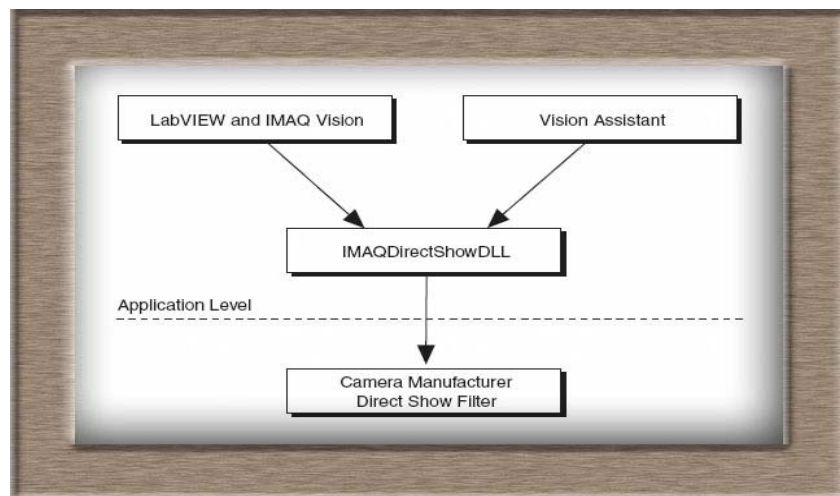 LabVIEW and IMAQ Vision
Vision Assistant
IMAQDirectShowDLL
Application Level
Camera Manufacturer
Direct Show Filter